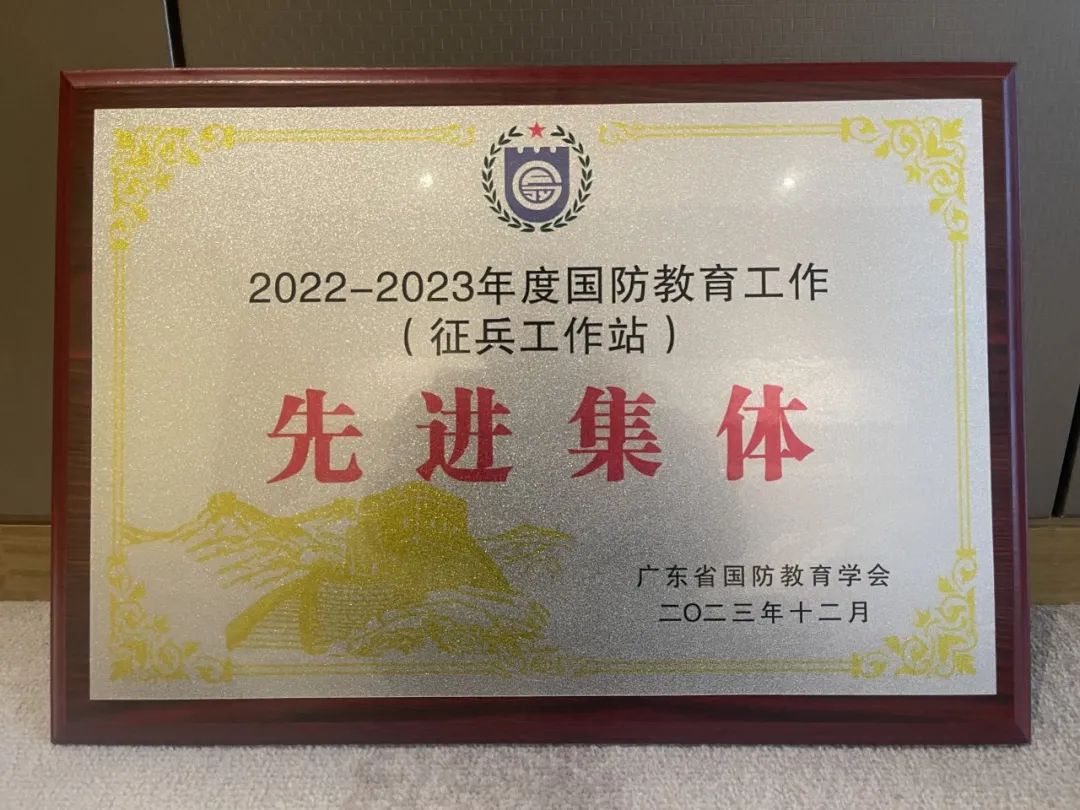 2022-2023年度国防教育工作
（征兵工作站）
先进集体
广东省国防教育学会
二〇二三年十二月